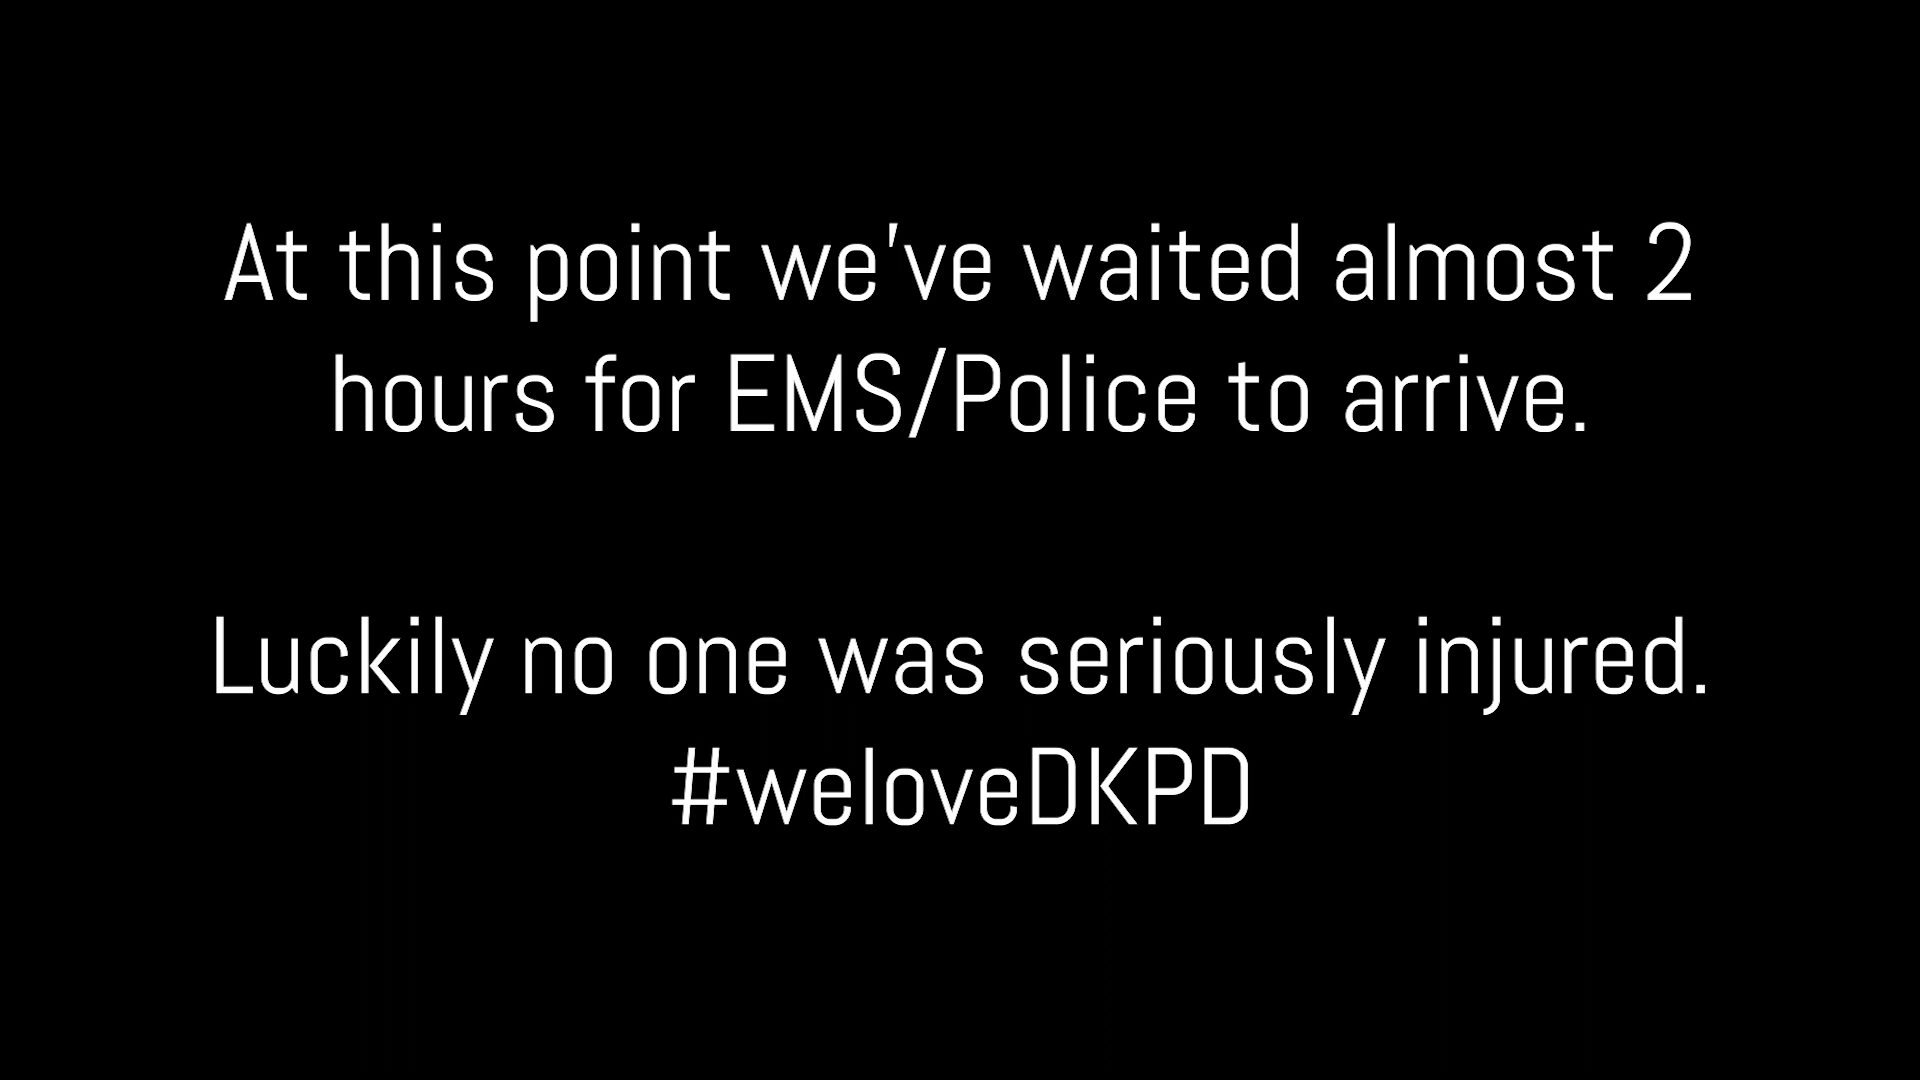 At this point we've waited almost 2
hours for EMS/Police to arrive.
Luckily no one was seriously injured.
#weloveDKPD